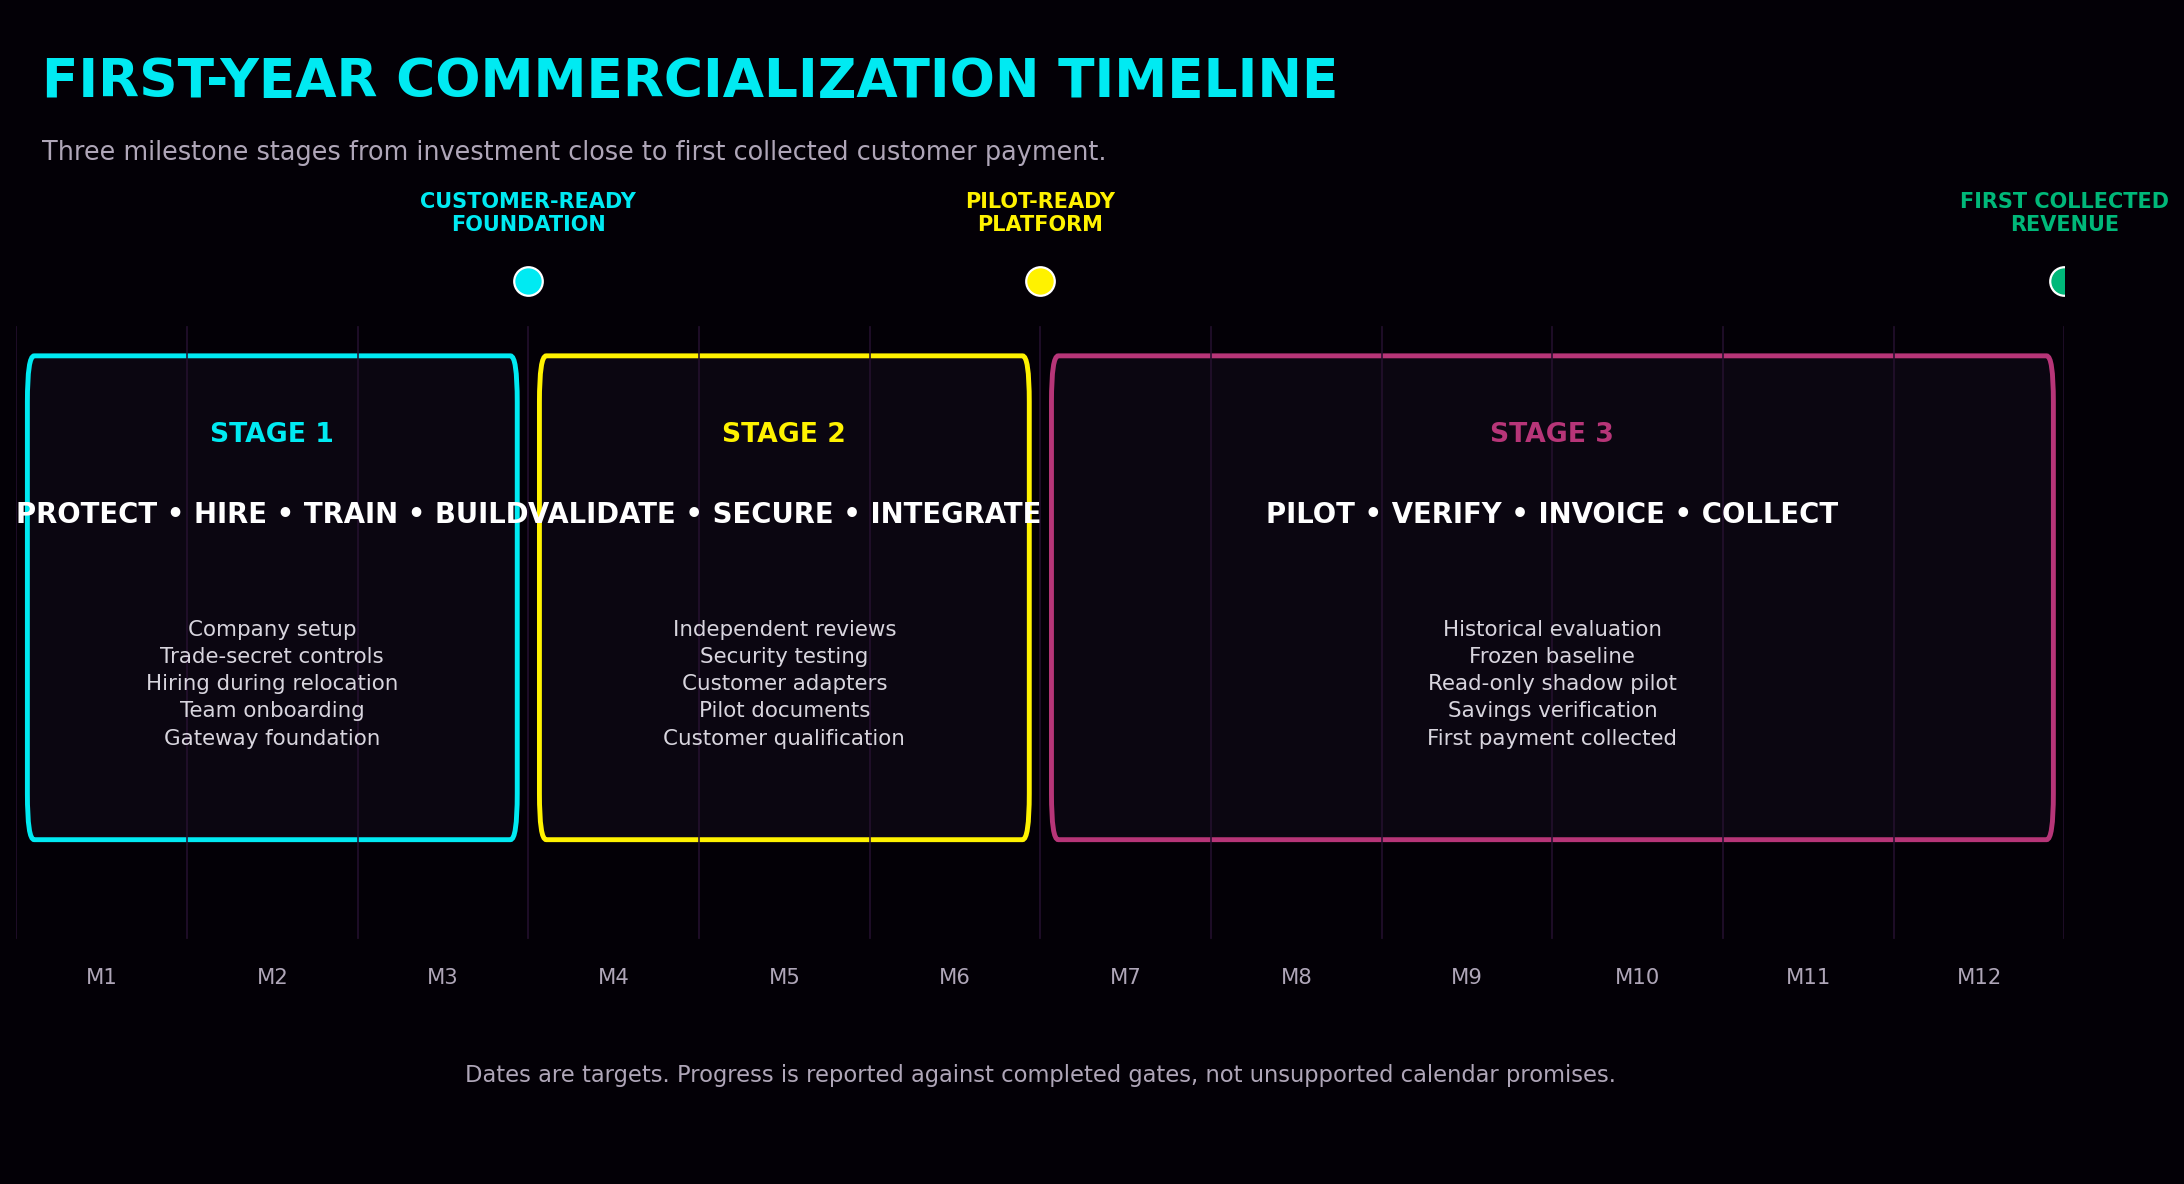 FIRST-YEAR COMMERCIALIZATION TIMELINE
Three milestone stages from investment close to first collected customer payment.
CUSTOMER-READY
FOUNDATION
PILOT-READY
PLATFORM
FIRST COLLECTED
REVENUE
STAGE 1
PROTECT • HIRE • TRAIN • BUILD
Company setup
Trade-secret controls
Hiring during relocation
Team onboarding
Gateway foundation
STAGE 2
VALIDATE • SECURE • INTEGRATE
Independent reviews
Security testing
Customer adapters
Pilot documents
Customer qualification
STAGE 3
PILOT • VERIFY • INVOICE • COLLECT
Historical evaluation
Frozen baseline
Read-only shadow pilot
Savings verification
First payment collected
M1 M2 M3 M4 M5 M6 M7 M8 M9 M10 M11 M12
Dates are targets. Progress is reported against completed gates, not unsupported calendar promises.